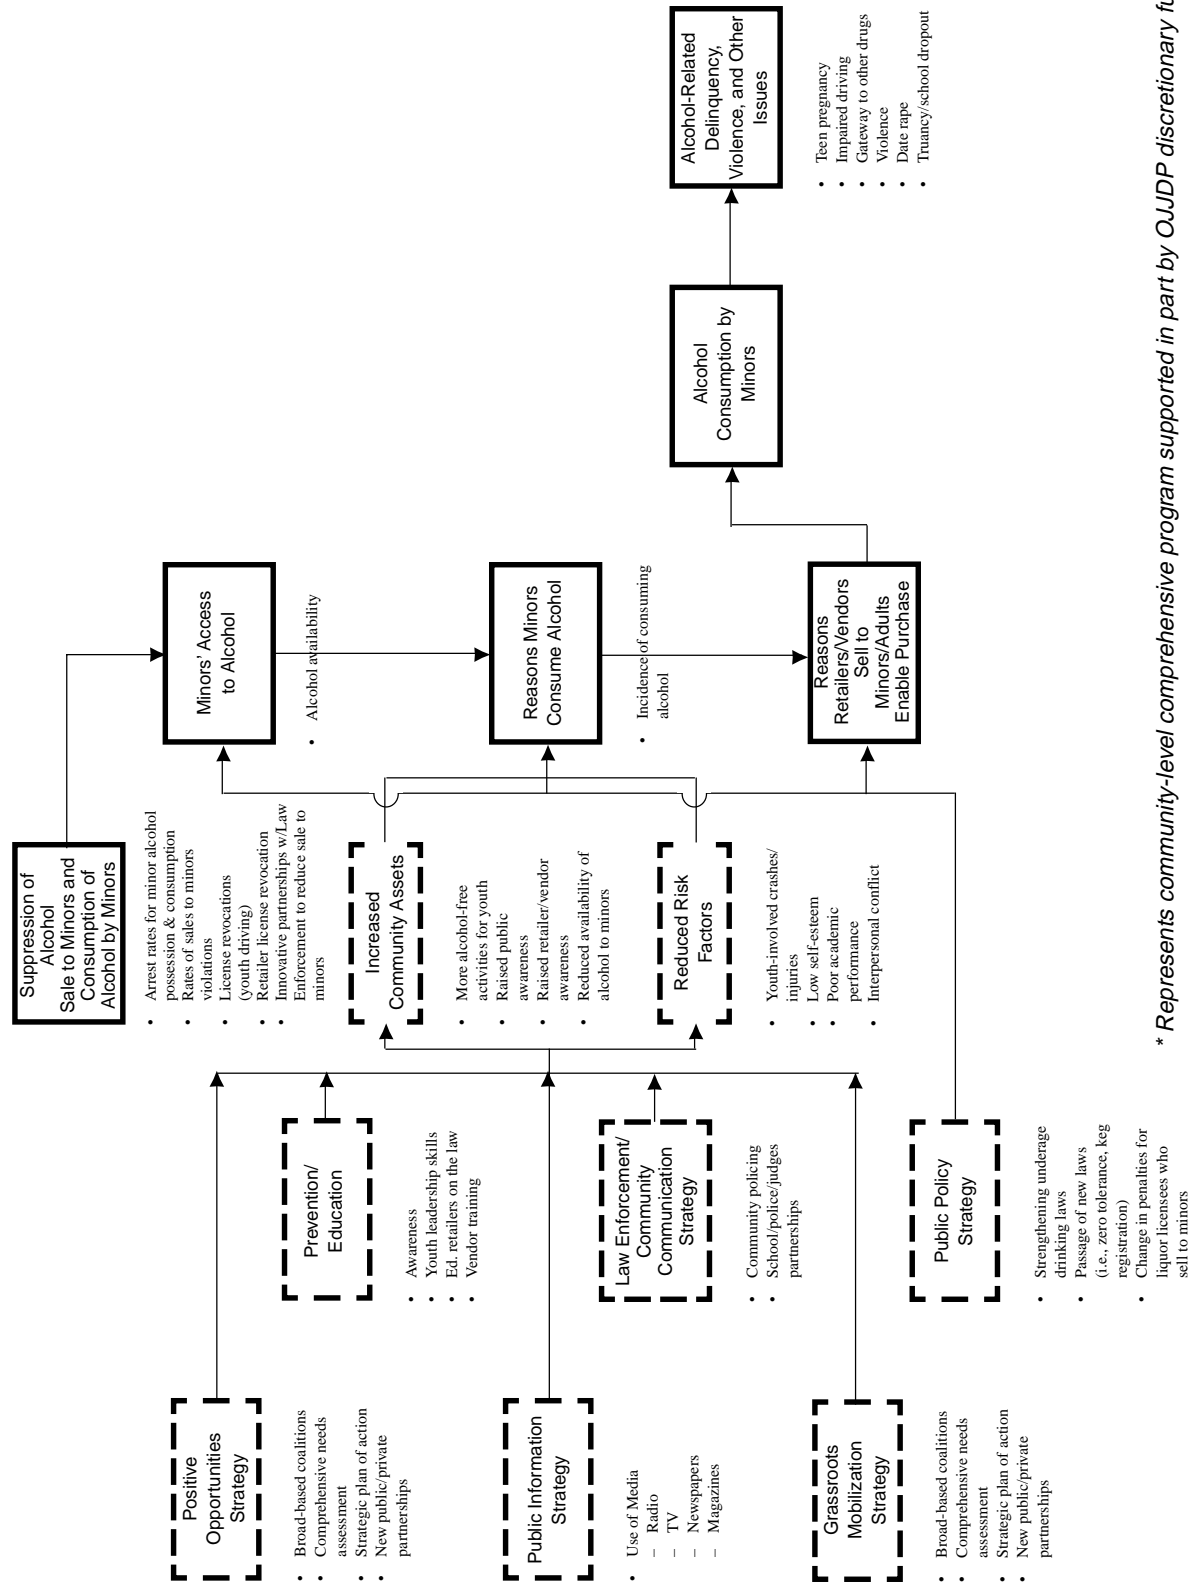 Positive
Opportunities
Strategy
• Broad-based coalitions
• Comprehensive needs
assessment
• Strategic plan of action
• New public/private
partnerships
Public Information
Strategy
• Use of Media
– Radio
– TV
– Newspapers
– Magazines
Grassroots
Mobilization
Strategy
• Broad-based coalitions
• Comprehensive needs
assessment
• Strategic plan of action
• New public/private
partnerships
Prevention/
Education
• Awareness
• Youth leadership skills
• Ed. retailers on the law
• Vendor training
Law Enforcement/
Community
Communication
Strategy
• Community policing
• School/police/judges
partnerships
Public Policy
Strategy
• Strengthening underage
drinking laws
• Passage of new laws
(i.e., zero tolerance, keg
registration)
• Change in penalties for
liquor licensees who
sell to minors
Suppression of
Alcohol
Sale to Minors and
Consumption of
Alcohol by Minors
• Arrest rates for minor alcohol
possession & consumption
• Rates of sales to minors
violations
• License revocations
(youth driving)
• Retailer license revocation
• Innovative partnerships w/Law
Enforcement to reduce sale to
minors
Increased
Community Assets
• More alcohol-free
activities for youth
• Raised public
awareness
• Raised retailer/vendor
awareness
• Reduced availability of
alcohol to minors
Reduced Risk
Factors
• Youth-involved crashes/
injuries
• Low self-esteem
• Poor academic
performance
• Interpersonal conflict
Minors' Access
to Alcohol
• Alcohol availability
Reasons Minors
Consume Alcohol
• Incidence of consuming
alcohol
Reasons
Retailers/Vendors
Sell to
Minors/Adults
Enable Purchase
Alcohol
Consumption by
Minors
Alcohol-Related
Delinquency,
Violence, and Other
Issues
• Teen pregnancy
• Impaired driving
• Gateway to other drugs
• Violence
• Date rape
• Truancy/school dropout
* Represents community-level comprehensive program supported in part by OJJDP discretionary